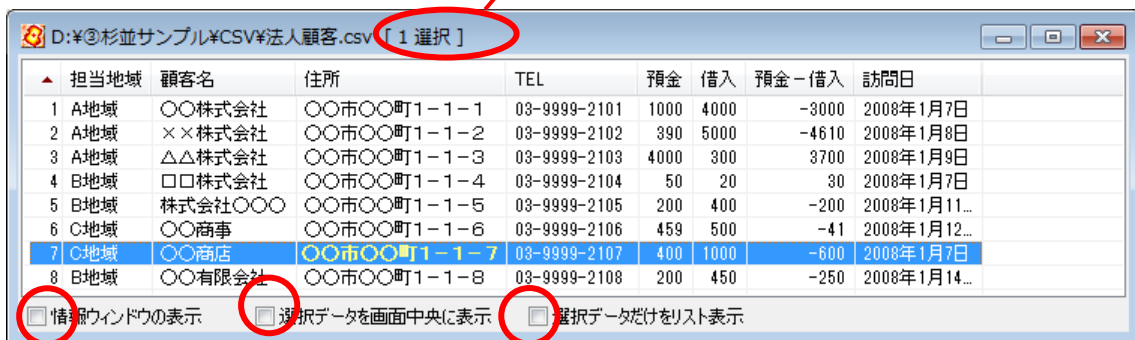 D:¥③杉並サンプル¥CSV¥法人顧客.csv [ 1 選択 ]
担当地域 顧客名 住所 TEL 預金 借入 預金－借入 訪問日
1 A地域 〇〇株式会社 〇〇市〇〇町１－１－１ 03-9999-2101 1000 4000 -3000 2008年1月7日
2 A地域 ××株式会社 〇〇市〇〇町１－１－２ 03-9999-2102 390 5000 -4610 2008年1月8日
3 A地域 △△株式会社 〇〇市〇〇町１－１－３ 03-9999-2103 4000 300 3700 2008年1月9日
4 B地域 □□株式会社 〇〇市〇〇町１－１－４ 03-9999-2104 50 20 30 2008年1月7日
5 B地域 株式会社〇〇〇 〇〇市〇〇町１－１－５ 03-9999-2105 200 400 -200 2008年1月11...
6 C地域 〇〇商事 〇〇市〇〇町１－１－６ 03-9999-2106 459 500 -41 2008年1月12...
7 C地域 〇〇商店 〇〇市〇〇町１－１－７ 03-9999-2107 400 1000 -600 2008年1月7日
8 B地域 〇〇有限会社 〇〇市〇〇町１－１－８ 03-9999-2108 200 450 -250 2008年1月14...
情報ウィンドウの表示 選択データを画面中央に表示 選択データだけをリスト表示